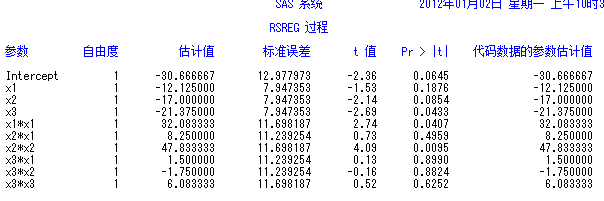 SAS 系统 2012年01月02日 星期一 上午10时3
RSREG 过程
参数 自由度 估计值 标准误差 t 值 Pr > |t| 代码数据的参数估计值
Intercept 1 -30.666667 12.977973 -2.36 0.0645 -30.666667
x1 1 -12.125000 7.947353 -1.53 0.1876 -12.125000
x2 1 -17.000000 7.947353 -2.14 0.0854 -17.000000
x3 1 -21.375000 7.947353 -2.69 0.0433 -21.375000
x1*x1 1 32.083333 11.698187 2.74 0.0407 32.083333
x2*x1 1 8.250000 11.239254 0.73 0.4959 8.250000
x2*x2 1 47.833333 11.698187 4.09 0.0095 47.833333
x3*x1 1 1.500000 11.239254 0.13 0.8990 1.500000
x3*x2 1 -1.750000 11.239254 -0.16 0.8824 -1.750000
x3*x3 1 6.083333 11.698187 0.52 0.6252 6.083333